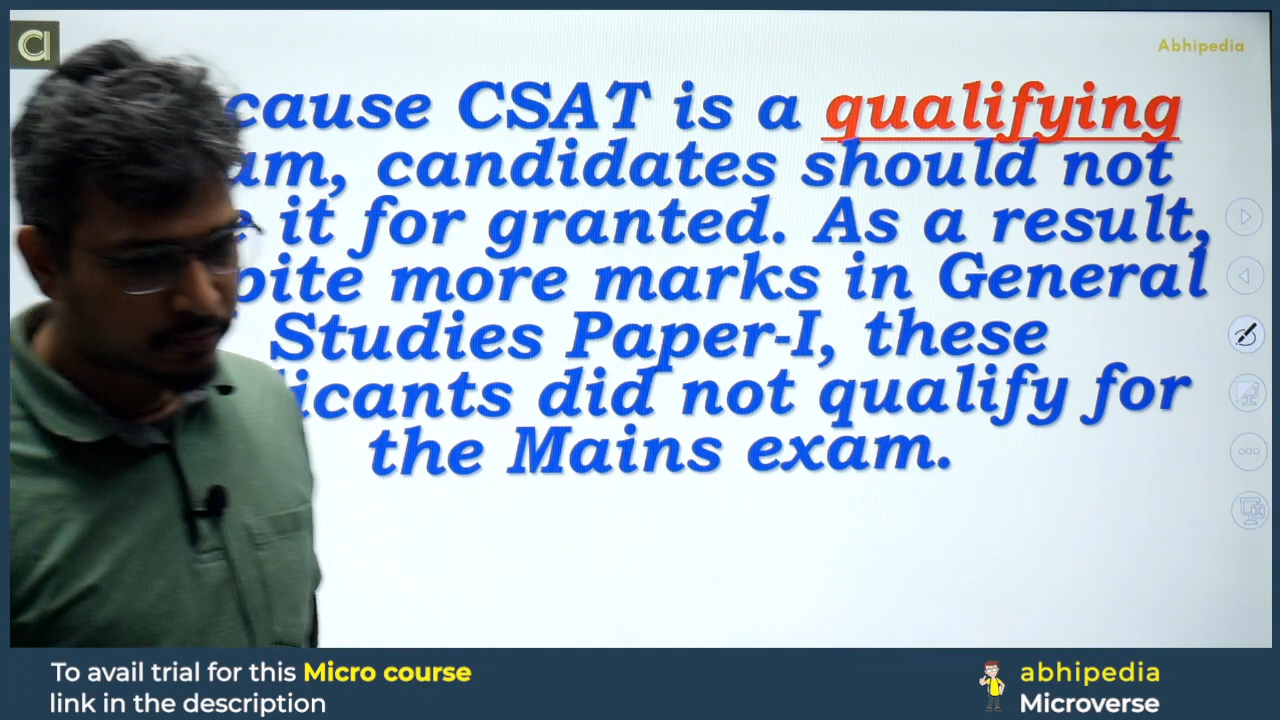 Abhipedia
cause CSAT is a qualifying
am, candidates should not
e it for granted. As a result,
pite more marks in General
Studies Paper-I, these
licants did not qualify for
the Mains exam.
To avail trial for this Micro course
link in the description
abhipedia
Microverse